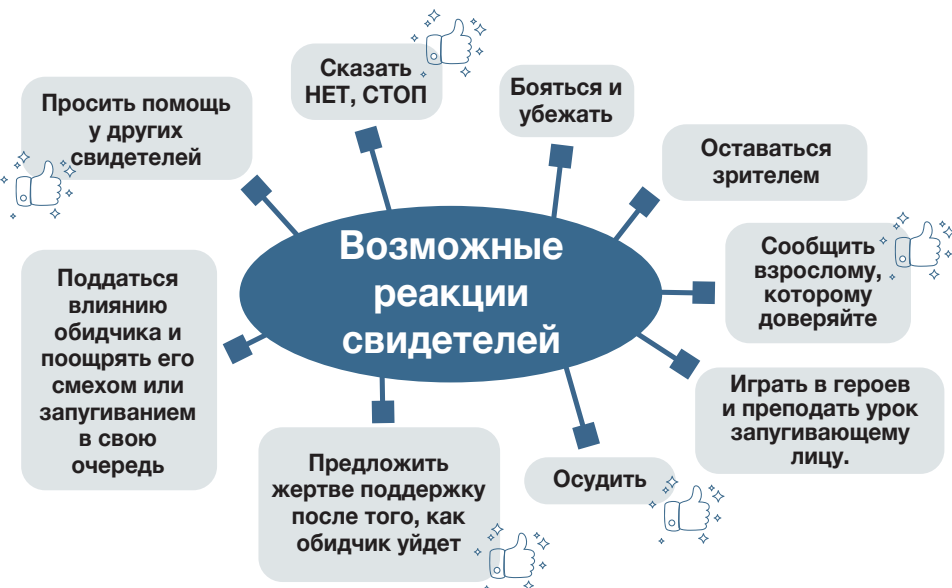 Сказать
НЕТ, СТОП
Бояться и
убежать
Просить помощь
у других
свидетелей
Оставаться
зрителем
Возможные
реакции
свидетелей
Сообщить
взрослому,
которому
доверяйте
Поддаться
влиянию
обидчика и
поощрять его
смехом или
запугиванием
в свою
очередь
Играть в героев
и преподать урок
запугивающему
лицу.
Предложить
жертве поддержку
после того, как
обидчик уйдет
Осудить